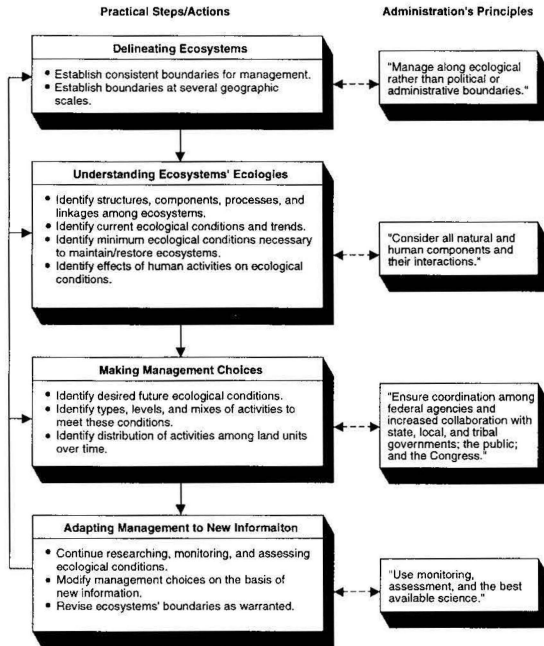 Practical Steps/Actions
Administration's Principles
Delineating Ecosystems
• Establish consistent boundaries for management.
• Establish boundaries at several geographic
scales.
"Manage along ecological
rather than political or
administrative boundaries."
Understanding Ecosystems' Ecologies
• Identify structures, components, processes, and
linkages among ecosystems.
• Identify current ecological conditions and trends.
• Identify minimum ecological conditions necessary
to maintain/restore ecosystems.
• Identify effects of human activities on ecological
conditions.
"Consider all natural and
human components and
their interactions."
Making Management Choices
• Identify desired future ecological conditions.
• Identify types, levels, and mixes of activities to
meet these conditions.
• Identify distribution of activities among land units
over time.
"Ensure coordination among
federal agencies and
increased collaboration with
state, local, and tribal
governments; the public;
and the Congress."
Adapting Management to New Informaiton
• Continue researching, monitoring, and assessing
ecological conditions.
• Modify management choices on the basis of
new information.
• Revise ecosystems' boundaries as warranted.
"Use monitoring,
assessment, and the best
available science."